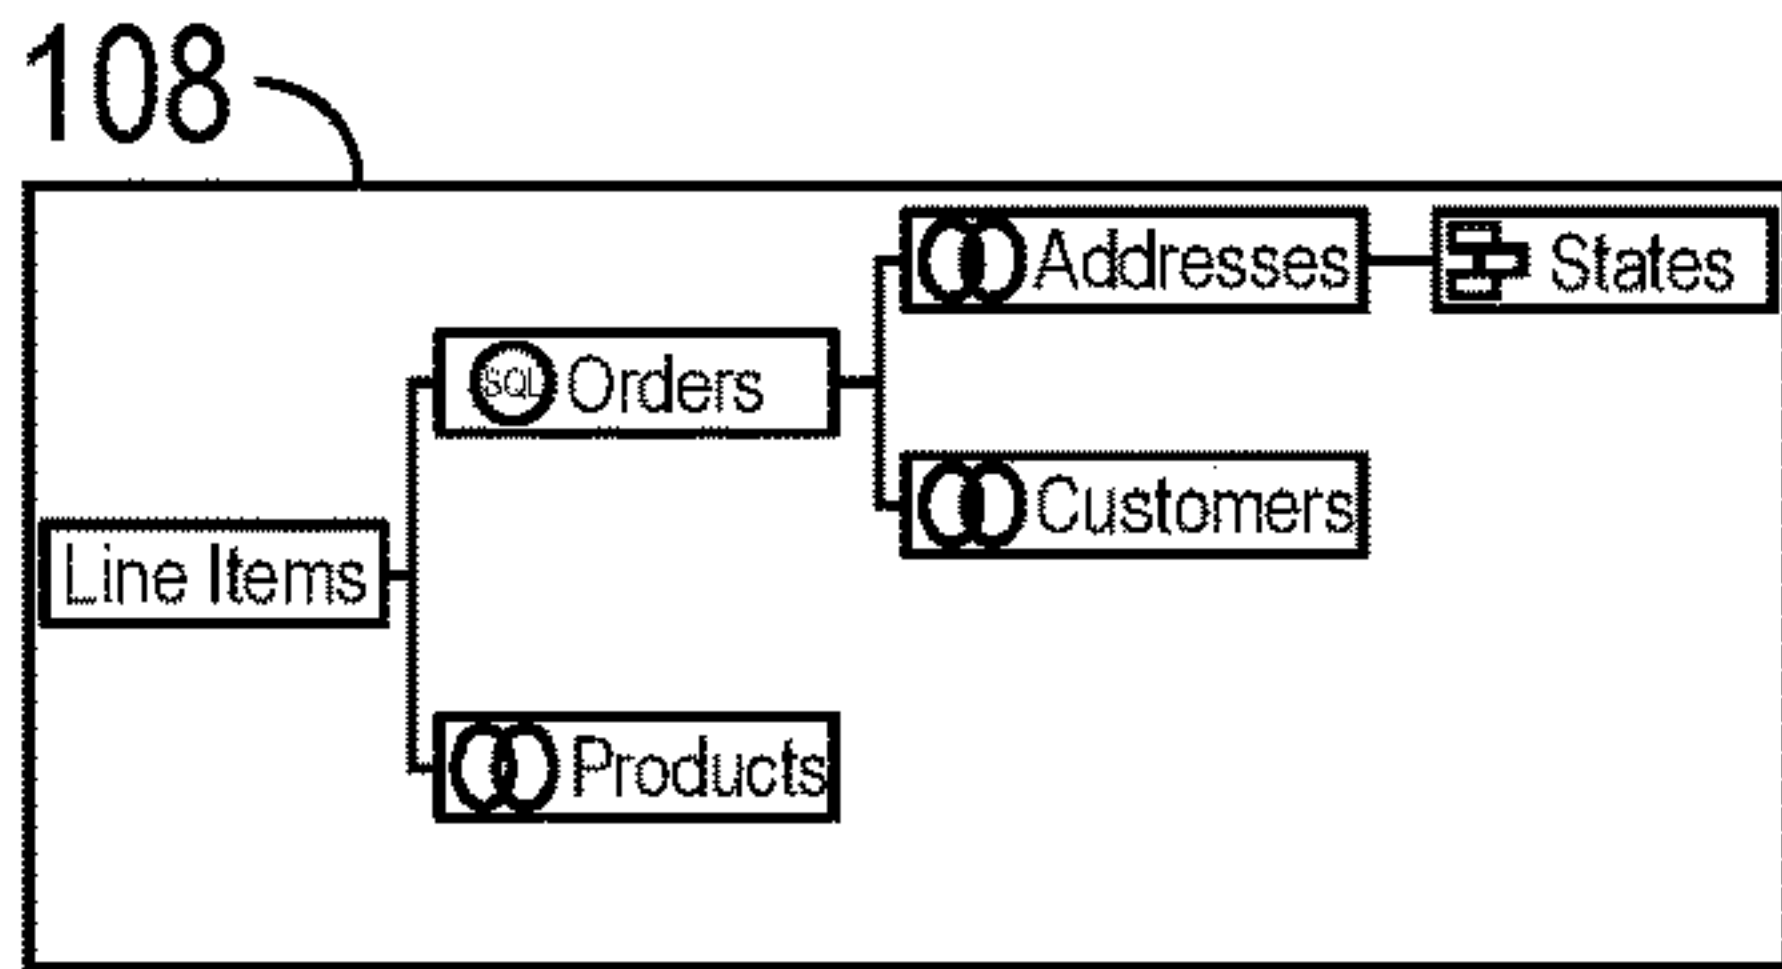 108
Addresses
States
SQL Orders
Customers
Line Items
Products